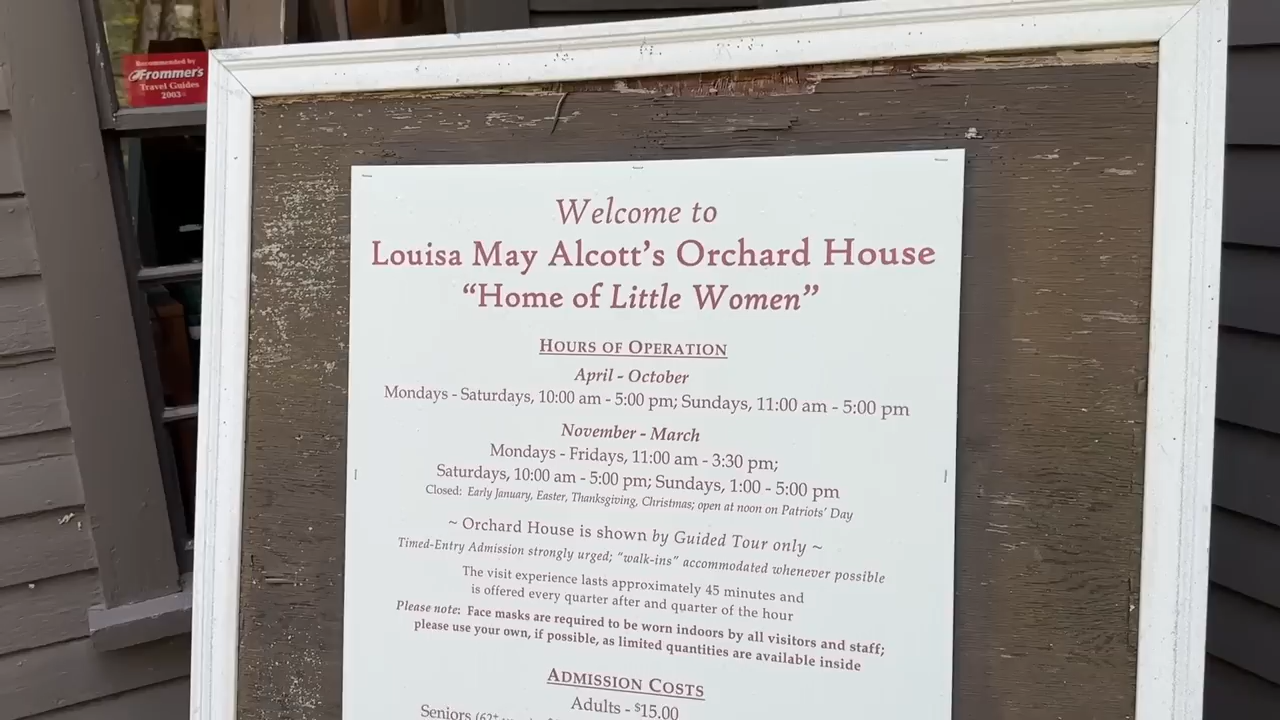 Recommended by
Frommer's
Travel Guides
2003
Welcome to
Louisa May Alcott's Orchard House
"Home of Little Women"
HOURS OF OPERATION
April - October
Mondays - Saturdays, 10:00 am - 5:00 pm; Sundays, 11:00 am - 5:00 pm
November - March
Mondays - Fridays, 11:00 am - 3:30 pm;
Saturdays, 10:00 am - 5:00 pm; Sundays, 1:00 - 5:00 pm
Closed: Early January, Easter, Thanksgiving, Christmas; open at noon on Patriots' Day
~ Orchard House is shown by Guided Tour only ~
Timed-Entry Admission strongly urged; "walk-ins" accommodated whenever possible
The visit experience lasts approximately 45 minutes and
is offered every quarter after and quarter of the hour
Please note: Face masks are required to be worn indoors by all visitors and staff;
please use your own, if possible, as limited quantities are available inside
ADMISSION COSTS
Adults - $15.00
Seniors (62+